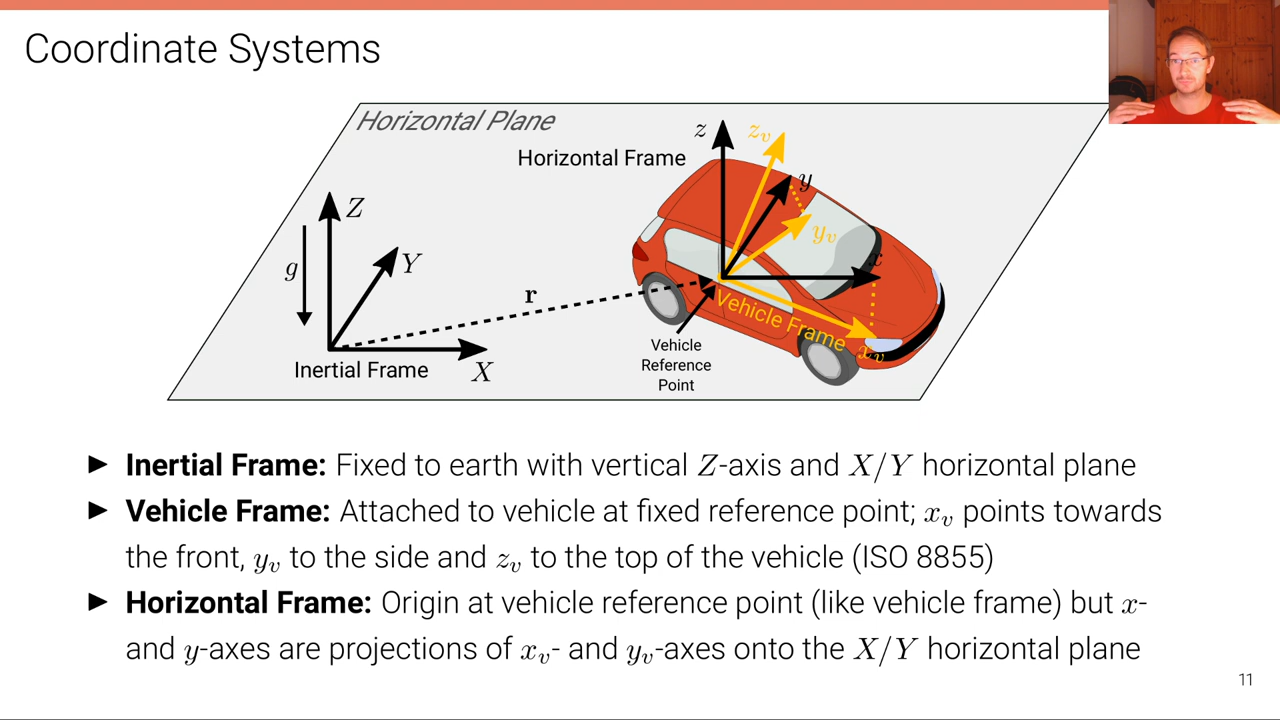 Coordinate Systems
Horizontal Plane
Horizontal Frame
z
z_v
y
y_v
x
Z
Y
g
r
Vehicle Frame
x_v
Vehicle
Reference
Point
Inertial Frame
X
▶ Inertial Frame: Fixed to earth with vertical Z-axis and X/Y horizontal plane
▶ Vehicle Frame: Attached to vehicle at fixed reference point; x_v points towards
the front, y_v to the side and z_v to the top of the vehicle (ISO 8855)
▶ Horizontal Frame: Origin at vehicle reference point (like vehicle frame) but x-
and y-axes are projections of x_v- and y_v-axes onto the X/Y horizontal plane
11